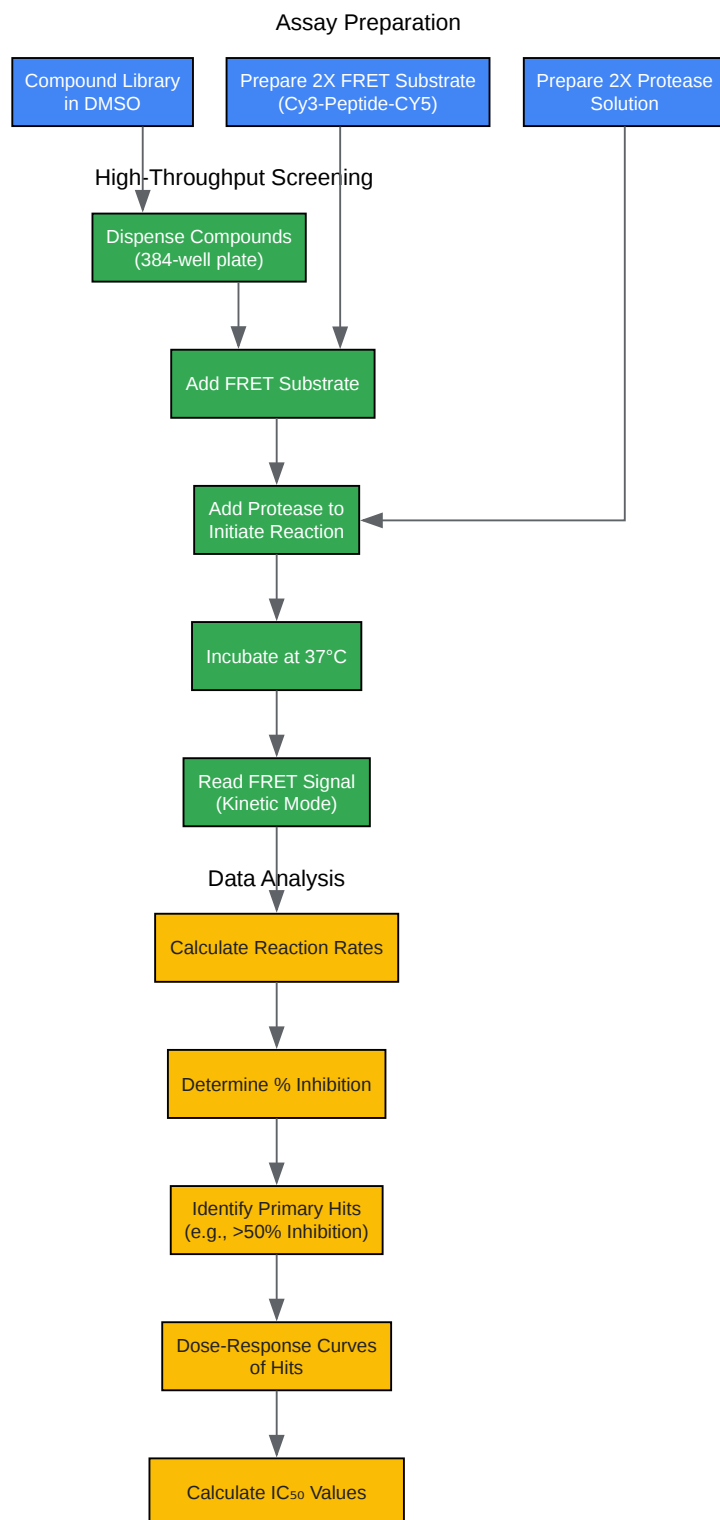 Assay Preparation
Compound Library
in DMSO
Prepare 2X FRET Substrate
(Cy3-Peptide-CY5)
Prepare 2X Protease
Solution
High-Throughput Screening
Dispense Compounds
(384-well plate)
Add FRET Substrate
Add Protease to
Initiate Reaction
Incubate at 37°C
Read FRET Signal
(Kinetic Mode)
Data Analysis
Calculate Reaction Rates
Determine % Inhibition
Identify Primary Hits
(e.g., >50% Inhibition)
Dose-Response Curves
of Hits
Calculate IC₅₀ Values